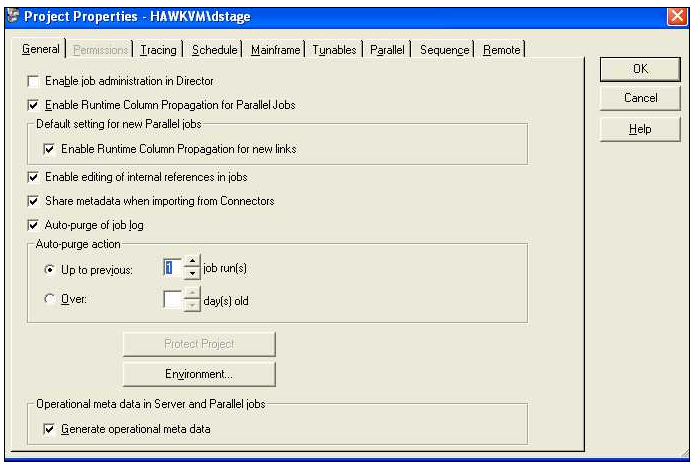 Project Properties - HAWKVM\dstage
General Permissions Tracing Schedule Mainframe Tunables Parallel Sequence Remote
OK
Cancel
Help
Enable job administration in Director
Enable Runtime Column Propagation for Parallel Jobs
Default setting for new Parallel jobs
Enable Runtime Column Propagation for new links
Enable editing of internal references in jobs
Share metadata when importing from Connectors
Auto-purge of job log
Auto-purge action
Up to previous: 1 job run(s)
Over: day(s) old
Protect Project
Environment...
Operational meta data in Server and Parallel jobs
Generate operational meta data